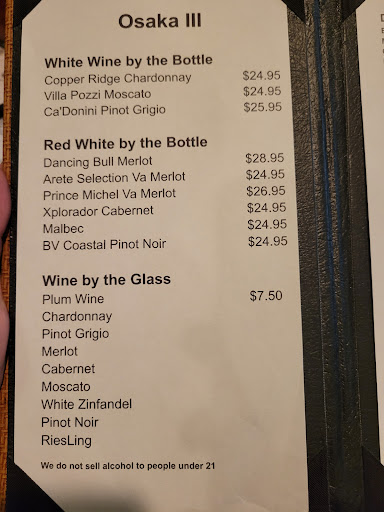 Osaka III
White Wine by the Bottle
Copper Ridge Chardonnay $24.95
Villa Pozzi Moscato $24.95
Ca'Donini Pinot Grigio $25.95
Red White by the Bottle
Dancing Bull Merlot $28.95
Arete Selection Va Merlot $24.95
Prince Michel Va Merlot $26.95
Xplorador Cabernet $24.95
Malbec $24.95
BV Coastal Pinot Noir $24.95
Wine by the Glass
Plum Wine $7.50
Chardonnay
Pinot Grigio
Merlot
Cabernet
Moscato
White Zinfandel
Pinot Noir
RiesLing
We do not sell alcohol to people under 21